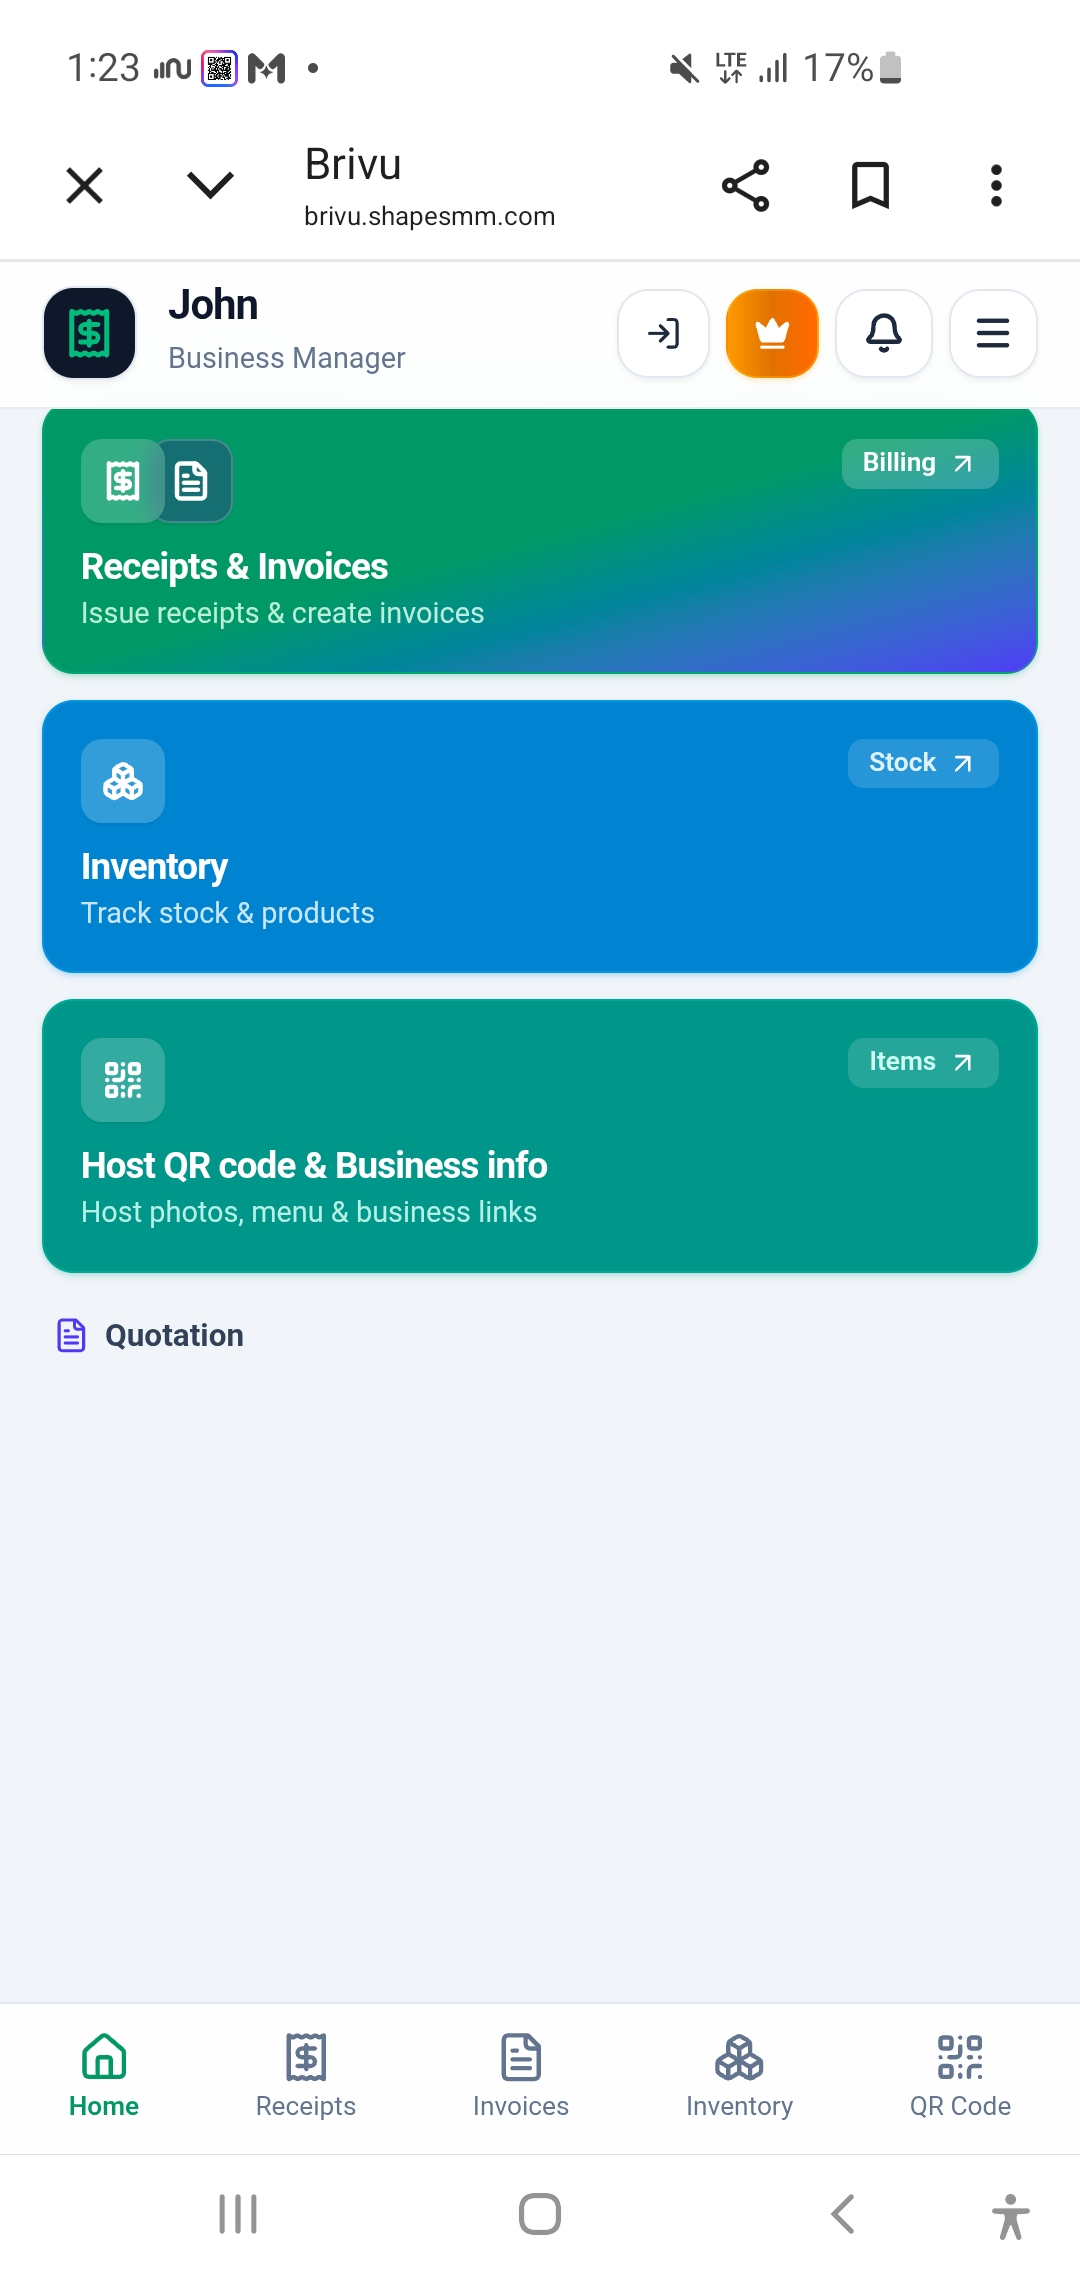 1:23
LTE
17%
Brivu
brivu.shapesmm.com
John
Business Manager
Billing
Receipts & Invoices
Issue receipts & create invoices
Stock
Inventory
Track stock & products
Items
Host QR code & Business info
Host photos, menu & business links
Quotation
Home
Receipts
Invoices
Inventory
QR Code